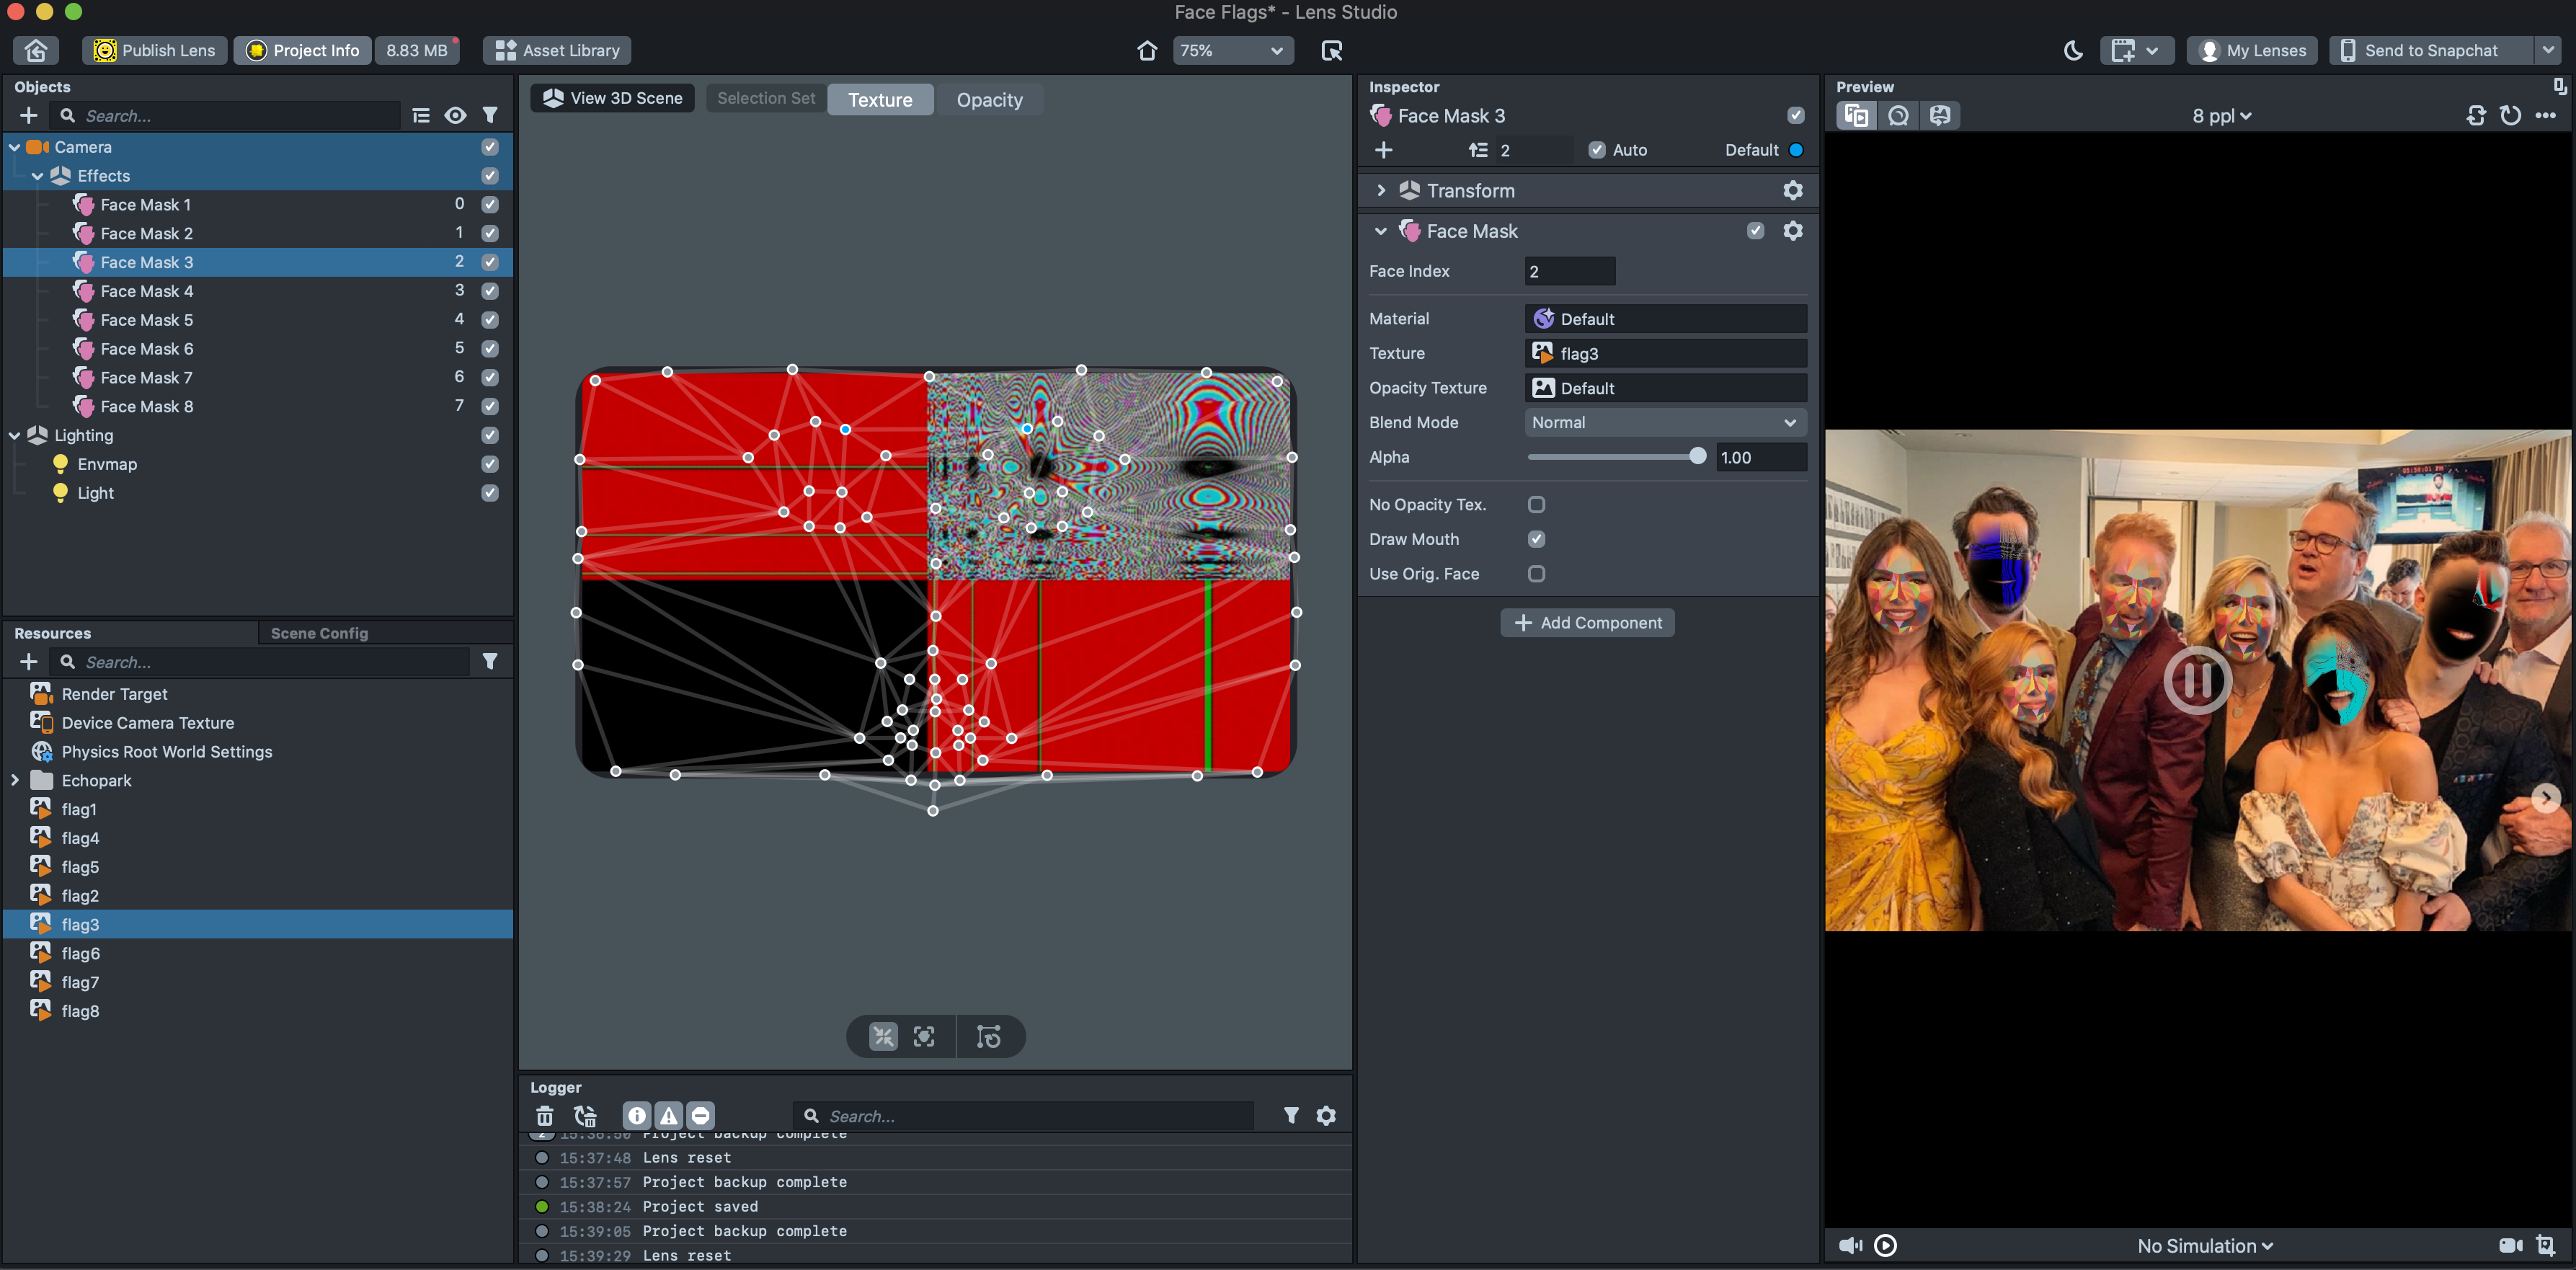 Face Flags* - Lens Studio
Publish Lens
Project Info
8.83 MB
Asset Library
75%
My Lenses
Send to Snapchat
Objects
Search...
Camera
Effects
Face Mask 1 0
Face Mask 2 1
Face Mask 3 2
Face Mask 4 3
Face Mask 5 4
Face Mask 6 5
Face Mask 7 6
Face Mask 8 7
Lighting
Envmap
Light
Resources
Scene Config
Search...
Render Target
Device Camera Texture
Physics Root World Settings
Echopark
flag1
flag4
flag5
flag2
flag3
flag6
flag7
flag8
View 3D Scene
Selection Set
Texture
Opacity
Logger
Search...
2 15:36:50 Project backup complete
15:37:48 Lens reset
15:37:57 Project backup complete
15:38:24 Project saved
15:39:05 Project backup complete
15:39:29 Lens reset
Inspector
Face Mask 3
2
Auto
Default
Transform
Face Mask
Face Index 2
Material Default
Texture flag3
Opacity Texture Default
Blend Mode Normal
Alpha 1.00
No Opacity Tex.
Draw Mouth
Use Orig. Face
Add Component
Preview
8 ppl
No Simulation